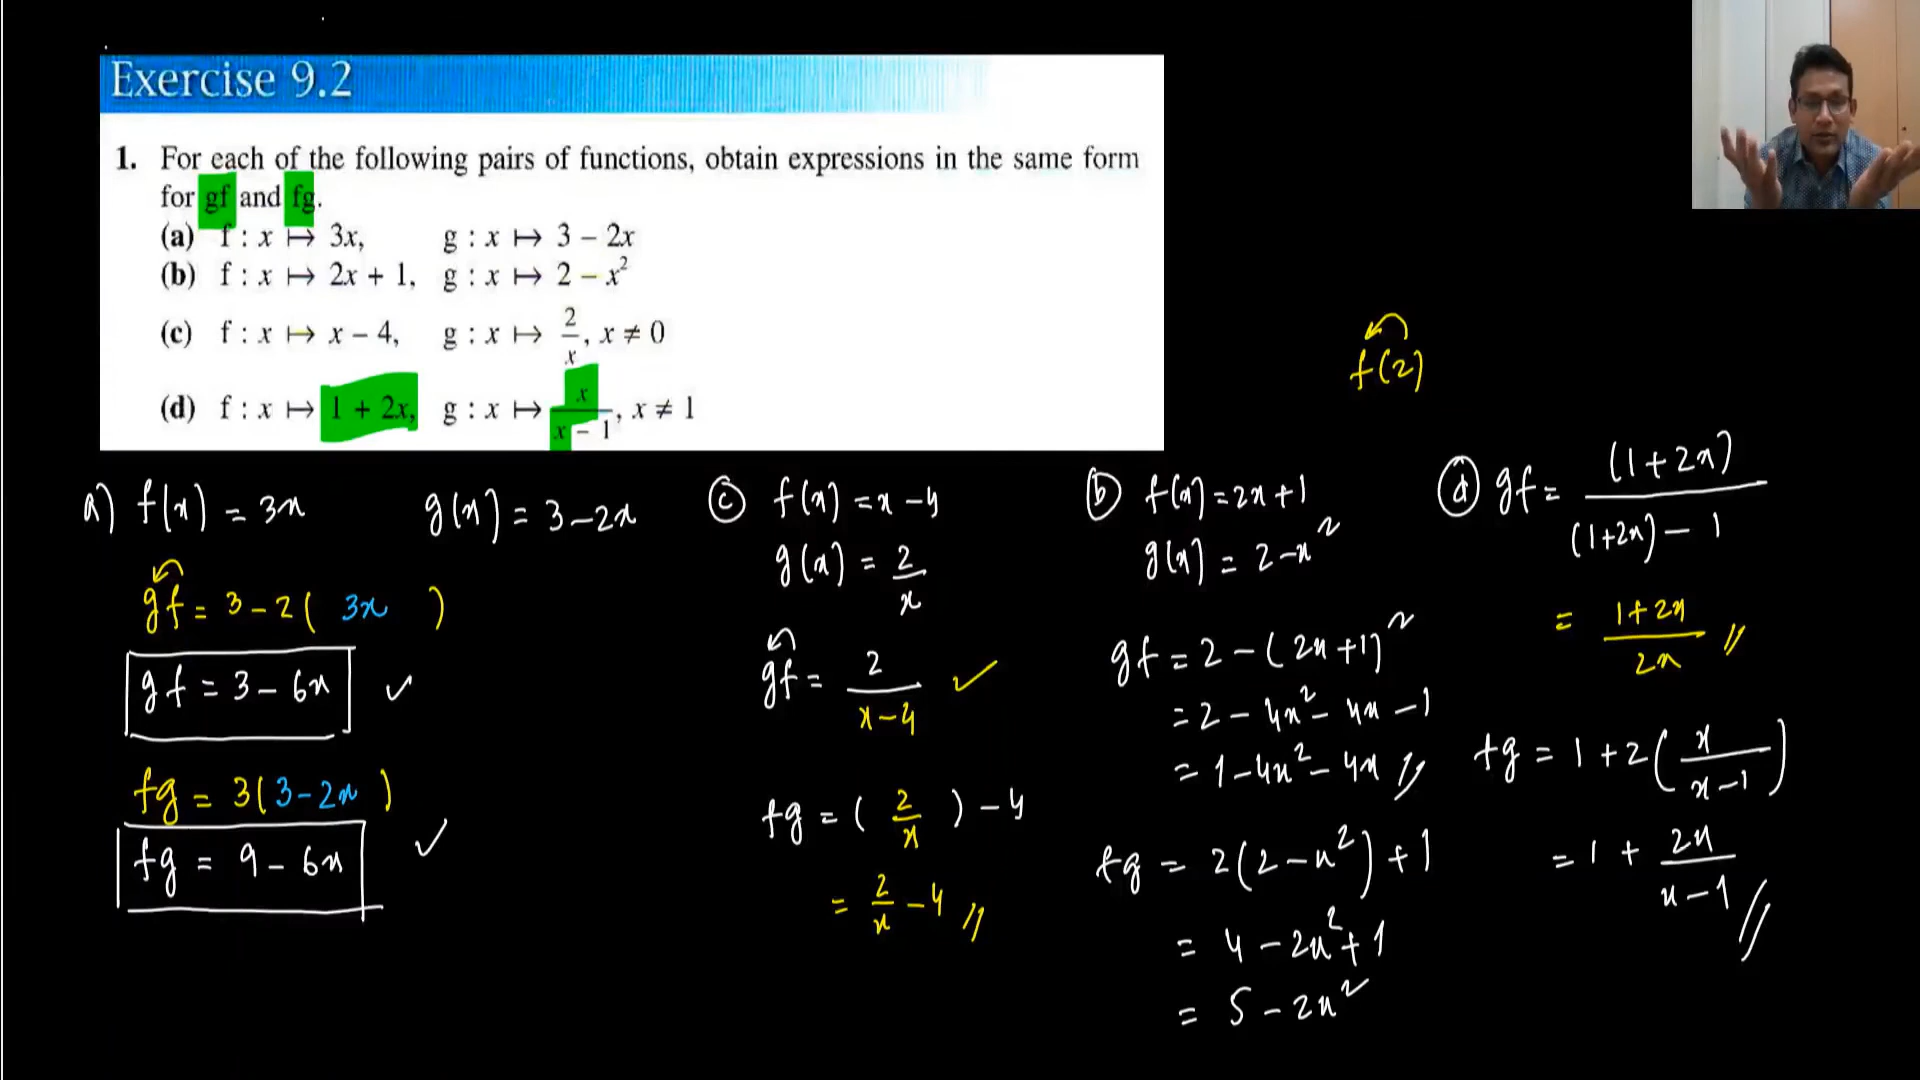 Exercise 9.2
1. For each of the following pairs of functions, obtain expressions in the same form
for gf and fg.
(a) f : x ↦ 3x, g : x ↦ 3 – 2x
(b) f : x ↦ 2x + 1, g : x ↦ 2 – x²
(c) f : x ↦ x – 4, g : x ↦ 2/x, x ≠ 0
(d) f : x ↦ 1 + 2x, g : x ↦ x/(x – 1), x ≠ 1
f(2)
a) f(x) = 3x g(x) = 3-2x
gf = 3-2( 3x )
gf = 3 - 6x ✓
fg = 3(3-2x )
fg = 9 - 6x ✓
(c) f(x) = x-4
g(x) = 2/x
gf = 2/(x-4) ✓
fg = ( 2/x ) - 4
= 2/x - 4 //
(b) f(x) = 2x+1
g(x) = 2-x²
gf = 2 - (2x+1)²
= 2 - 4x² - 4x - 1
= 1 - 4x² - 4x //
fg = 2(2-x²) + 1
= 4 - 2x² + 1
= 5 - 2x²
(d) gf = (1+2x)/((1+2x) - 1)
= (1+2x)/2x //
fg = 1 + 2(x/(x-1))
= 1 + 2x/(x-1) //